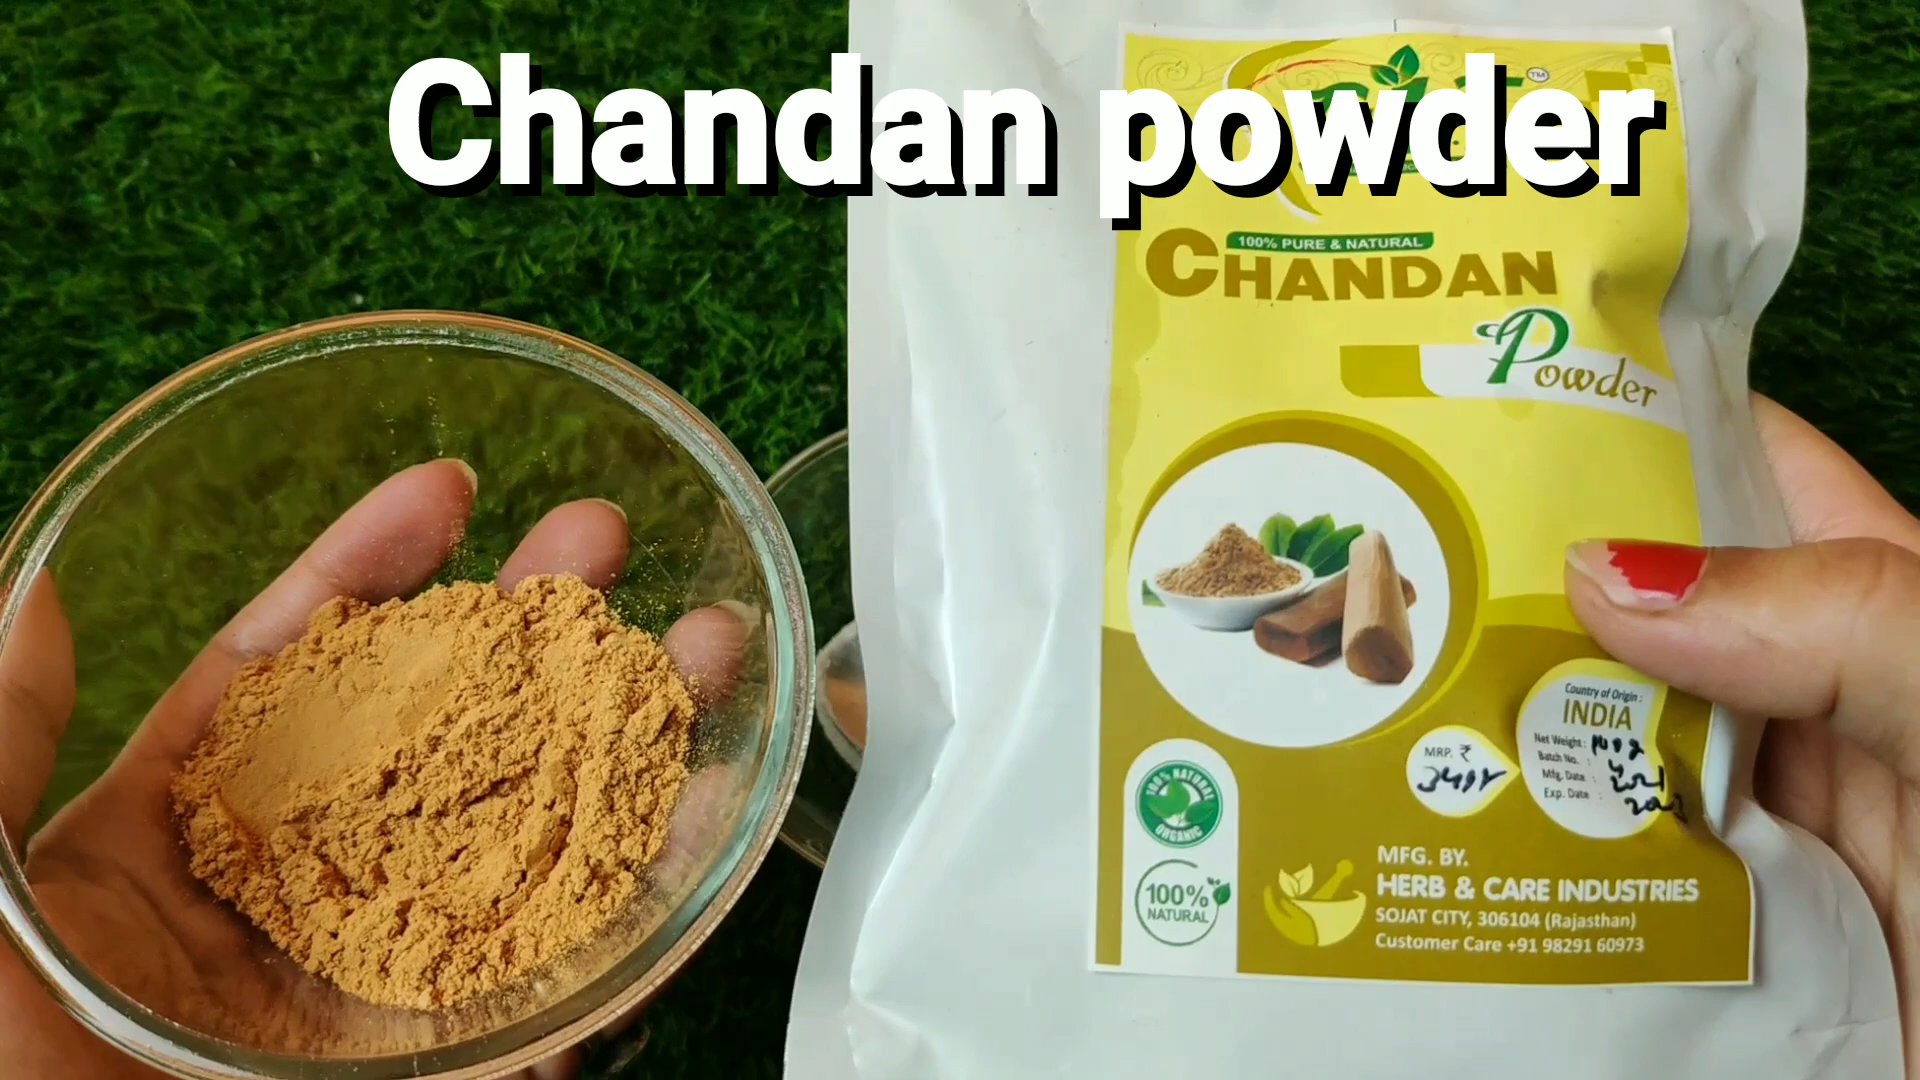 Chandan powder
TM
100% PURE & NATURAL
CHANDAN
Powder
Country of Origin :
INDIA
Net Weight :
Batch No. :
Mfg. Date : 2021
Exp. Date :
MRP. ₹
100% NATURAL
ORGANIC
100%
NATURAL
MFG. BY.
HERB & CARE INDUSTRIES
SOJAT CITY, 306104 (Rajasthan)
Customer Care +91 98291 60973